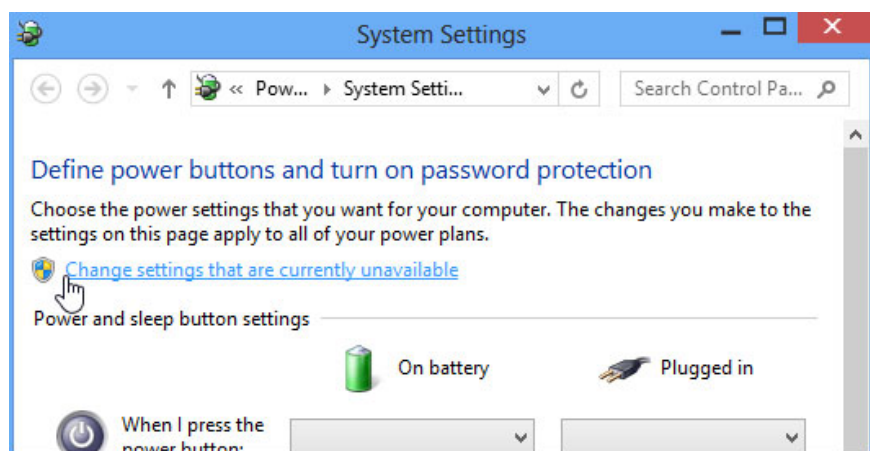 System Settings
« Pow... ▸ System Setti...
Search Control Pa...
Define power buttons and turn on password protection
Choose the power settings that you want for your computer. The changes you make to the
settings on this page apply to all of your power plans.
Change settings that are currently unavailable
Power and sleep button settings
On battery
Plugged in
When I press the
power button: